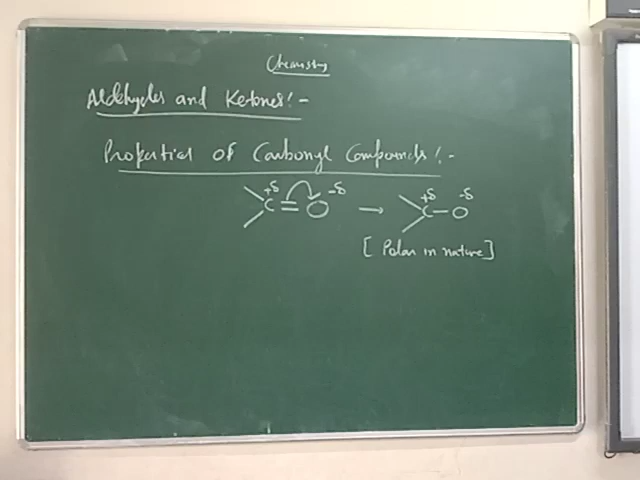 Chemistry
Aldehydes and Ketones:-
Properties of Carbonyl Compounds:-
+δ -δ +δ -δ
C = O → C - O
[Polar in nature]